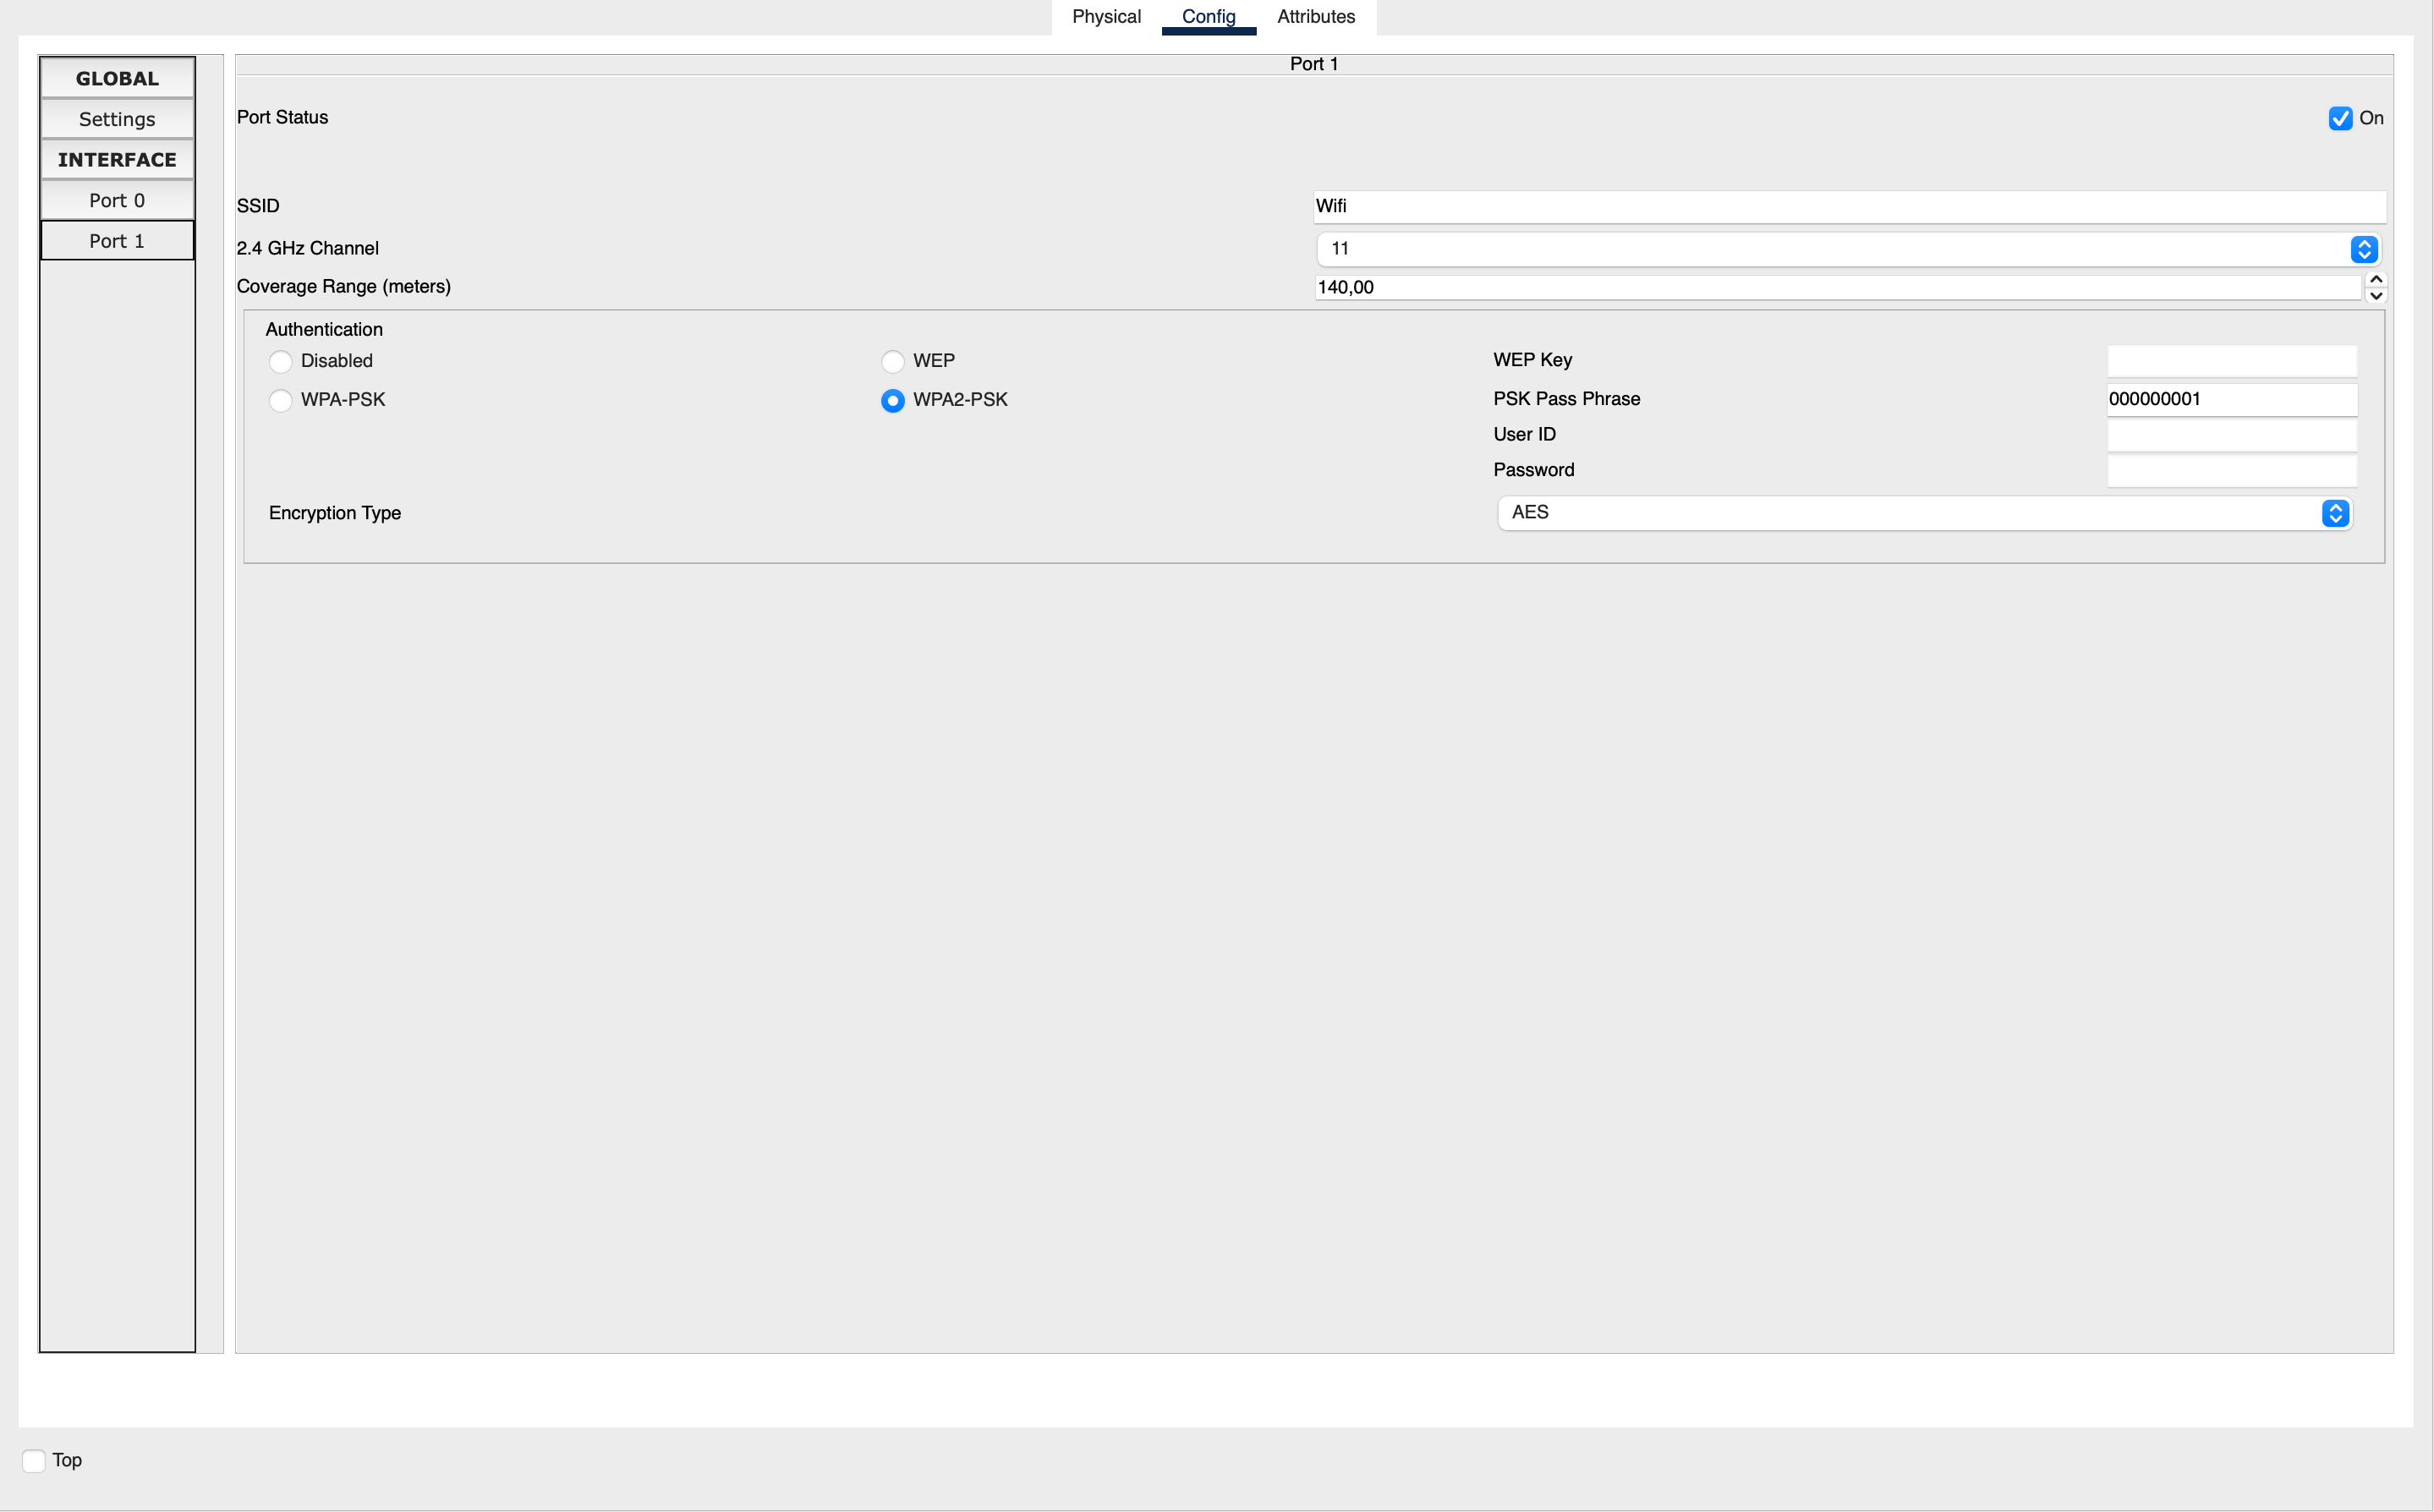 Physical Config Attributes
GLOBAL
Settings
INTERFACE
Port 0
Port 1
Port 1
Port Status On
SSID Wifi
2.4 GHz Channel 11
Coverage Range (meters) 140,00
Authentication
Disabled WEP WEP Key
WPA-PSK WPA2-PSK PSK Pass Phrase 000000001
User ID
Password
Encryption Type AES
Top